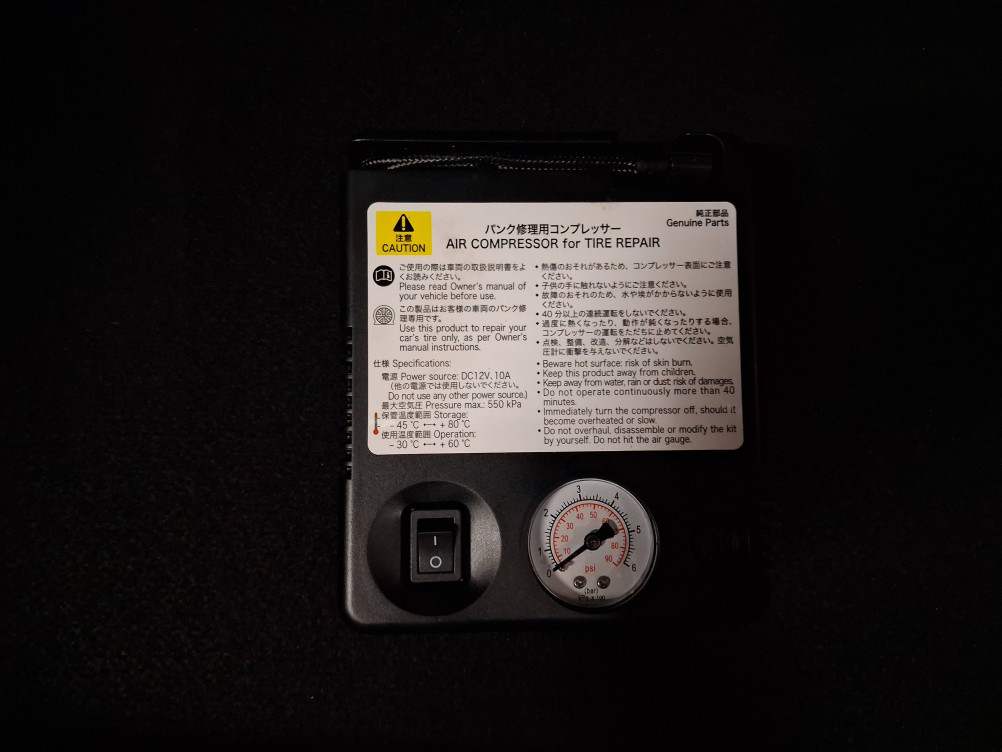 純正部品
Genuine Parts
注意
CAUTION
パンク修理用コンプレッサー
AIR COMPRESSOR for TIRE REPAIR
ご使用の際は車両の取扱説明書をよ
くお読みください。
Please read Owner's manual of
your vehicle before use.
この製品はお客様の車両のパンク修
理専用です。
Use this product to repair your
car's tire only, as per Owner's
manual instructions.
仕様 Specifications:
電源 Power source: DC12V、10A
(他の電源では使用しないでください。
Do not use any other power source.)
最大空気圧 Pressure max.: 550 kPa
保管温度範囲 Storage:
－45 ℃ ←→ + 80 ℃
使用温度範囲 Operation:
－30 ℃ ←→ + 60 ℃
• 熱傷のおそれがあるため、コンプレッサー表面にご注意
ください。
• 子供の手に触れないようにご注意ください。
• 故障のおそれのため、水や埃がかからないように使用
ください。
• 40 分以上の連続運転をしないでください。
• 過度に熱くなったり、動作が鈍くなったりする場合、
コンプレッサーの運転をただちに止めてください。
• 点検、整備、改造、分解などはしないでください。空気
圧計に衝撃を与えないでください。
• Beware hot surface: risk of skin burn.
• Keep this product away from children.
• Keep away from water, rain or dust: risk of damages.
• Do not operate continuously more than 40
minutes.
• Immediately turn the compressor off, should it
become overheated or slow.
• Do not overhaul, disassemble or modify the kit
by yourself. Do not hit the air gauge.
I
O
0 1 2 3 4 5 6
10 20 30 40 50 80 90
psi
(bar)